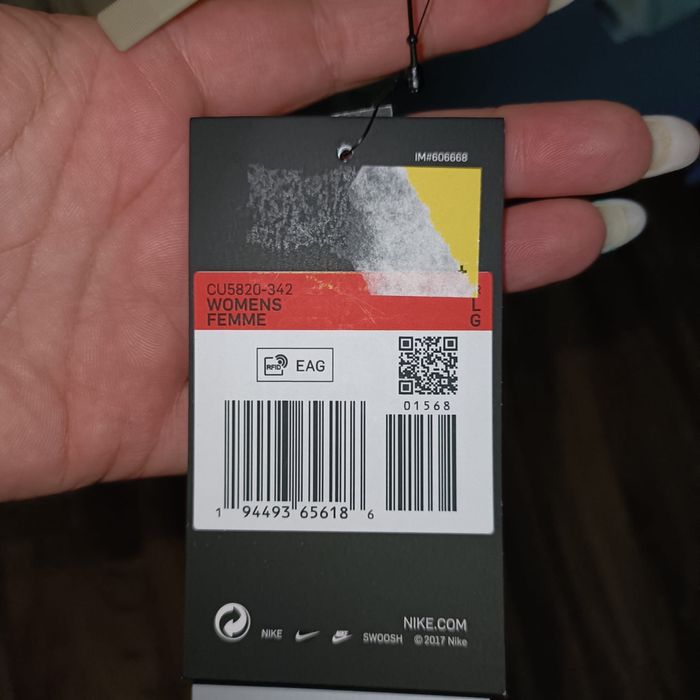 IM#606668
CU5820-342 R
WOMENS L
FEMME G
RFID EAG
01568
1 94493 65618 6
NIKE.COM
NIKE NIKE SWOOSH © 2017 Nike